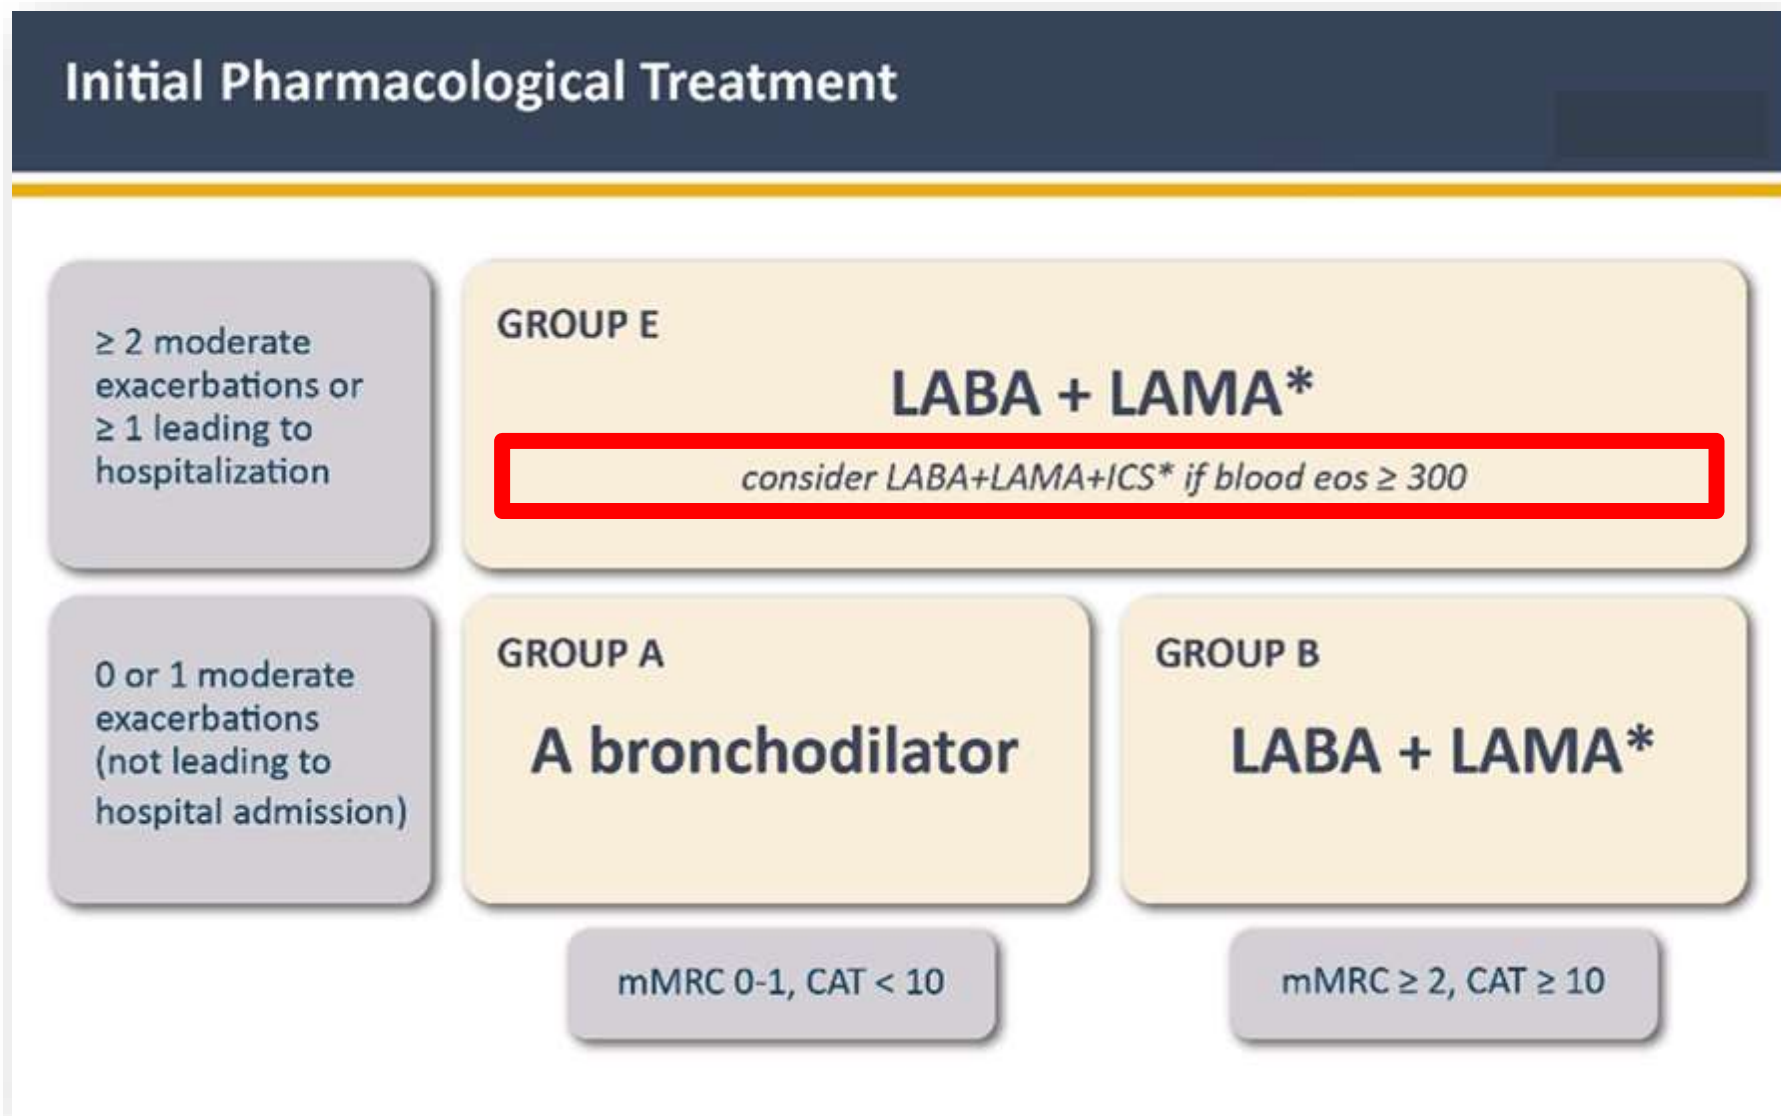 Initial Pharmacological Treatment
≥ 2 moderate
exacerbations or
≥ 1 leading to
hospitalization
GROUP E
LABA + LAMA*
consider LABA+LAMA+ICS* if blood eos ≥ 300
0 or 1 moderate
exacerbations
(not leading to
hospital admission)
GROUP A
A bronchodilator
GROUP B
LABA + LAMA*
mMRC 0-1, CAT < 10
mMRC ≥ 2, CAT ≥ 10